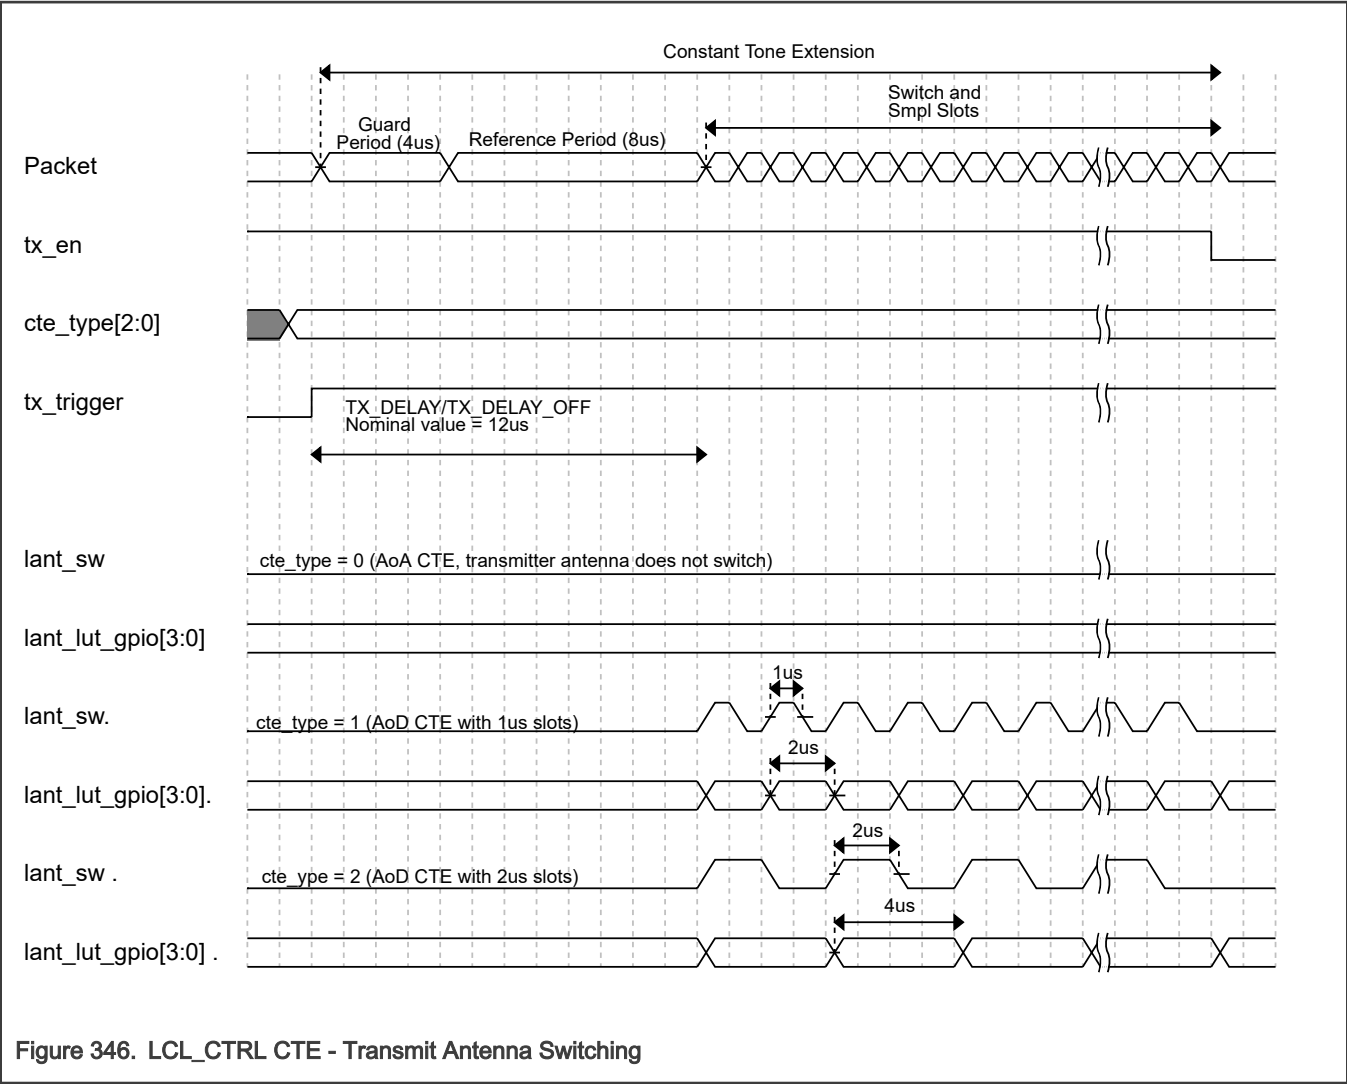 Constant Tone Extension
Switch and
Smpl Slots
Guard
Period (4us)
Reference Period (8us)
Packet
tx_en
cte_type[2:0]
tx_trigger
TX_DELAY/TX_DELAY_OFF
Nominal value = 12us
lant_sw
cte_type = 0 (AoA CTE, transmitter antenna does not switch)
lant_lut_gpio[3:0]
1us
lant_sw.
cte_type = 1 (AoD CTE with 1us slots)
2us
lant_lut_gpio[3:0].
2us
lant_sw .
cte_ype = 2 (AoD CTE with 2us slots)
4us
lant_lut_gpio[3:0] .
Figure 346. LCL_CTRL CTE - Transmit Antenna Switching